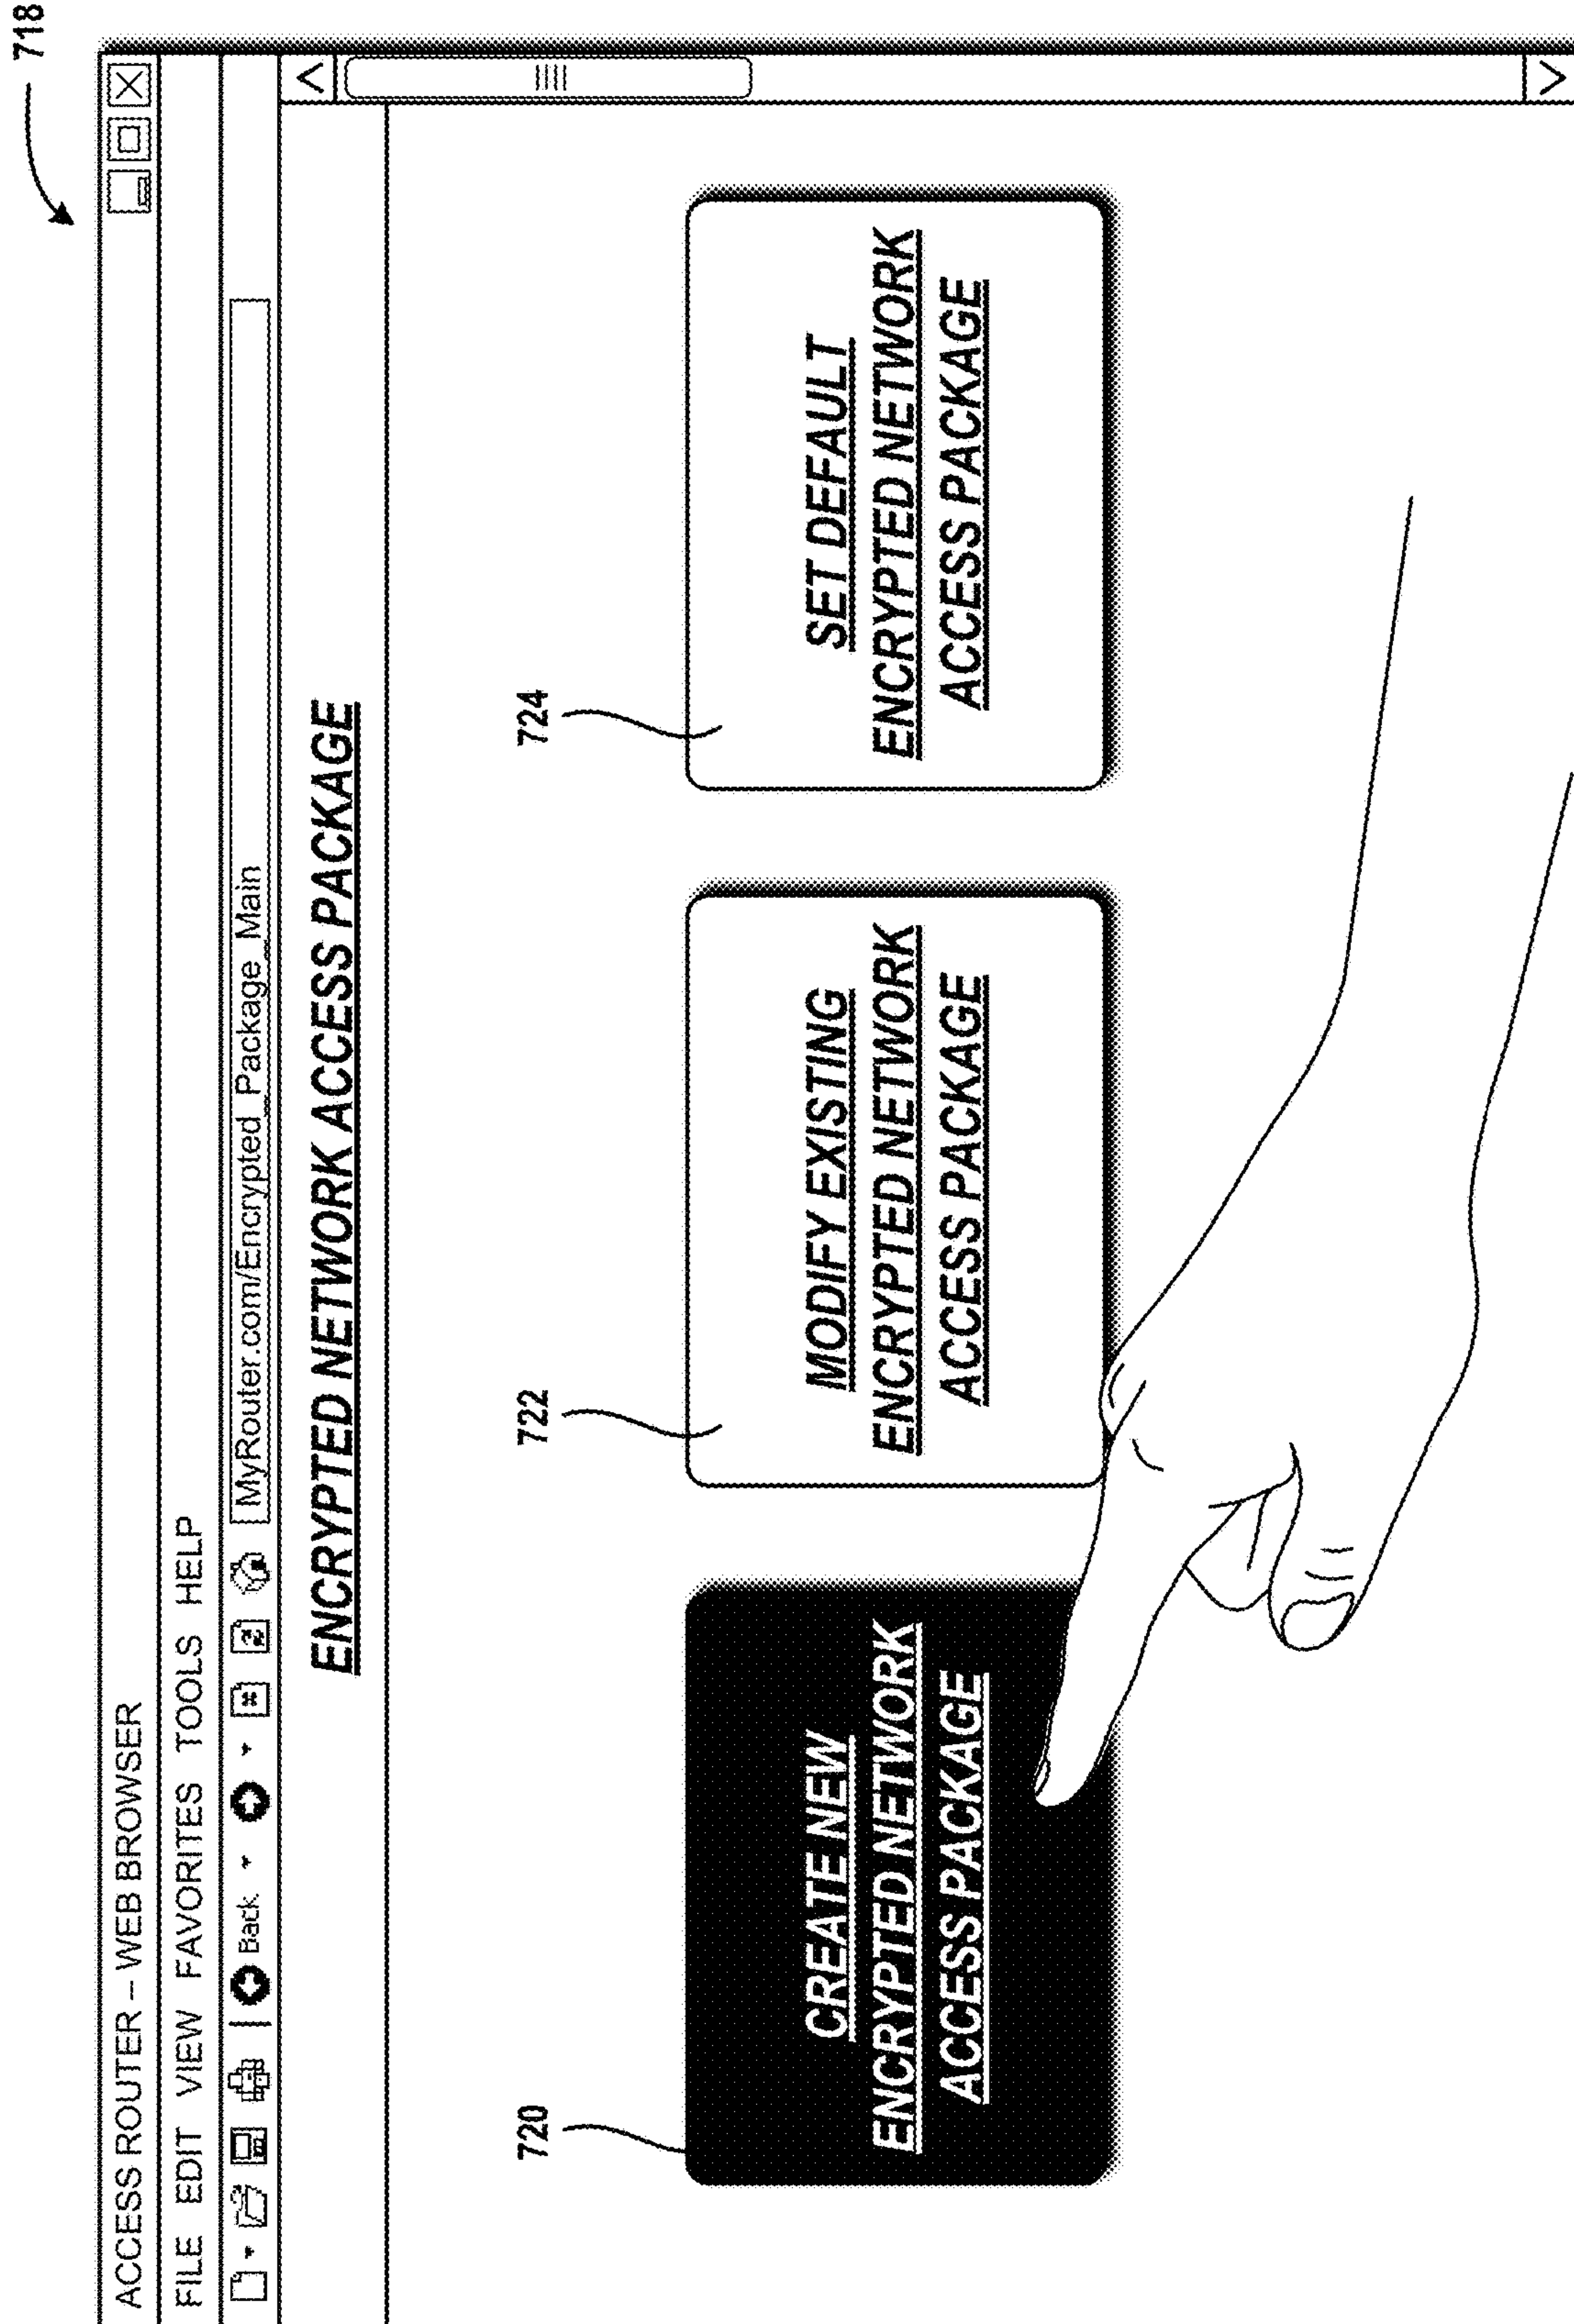 718
ACCESS ROUTER – WEB BROWSER
FILE EDIT VIEW FAVORITES TOOLS HELP
Back
MyRouter.com/Encrypted_Package_Main
ENCRYPTED NETWORK ACCESS PACKAGE
720
CREATE NEW
ENCRYPTED NETWORK
ACCESS PACKAGE
722
MODIFY EXISTING
ENCRYPTED NETWORK
ACCESS PACKAGE
724
SET DEFAULT
ENCRYPTED NETWORK
ACCESS PACKAGE